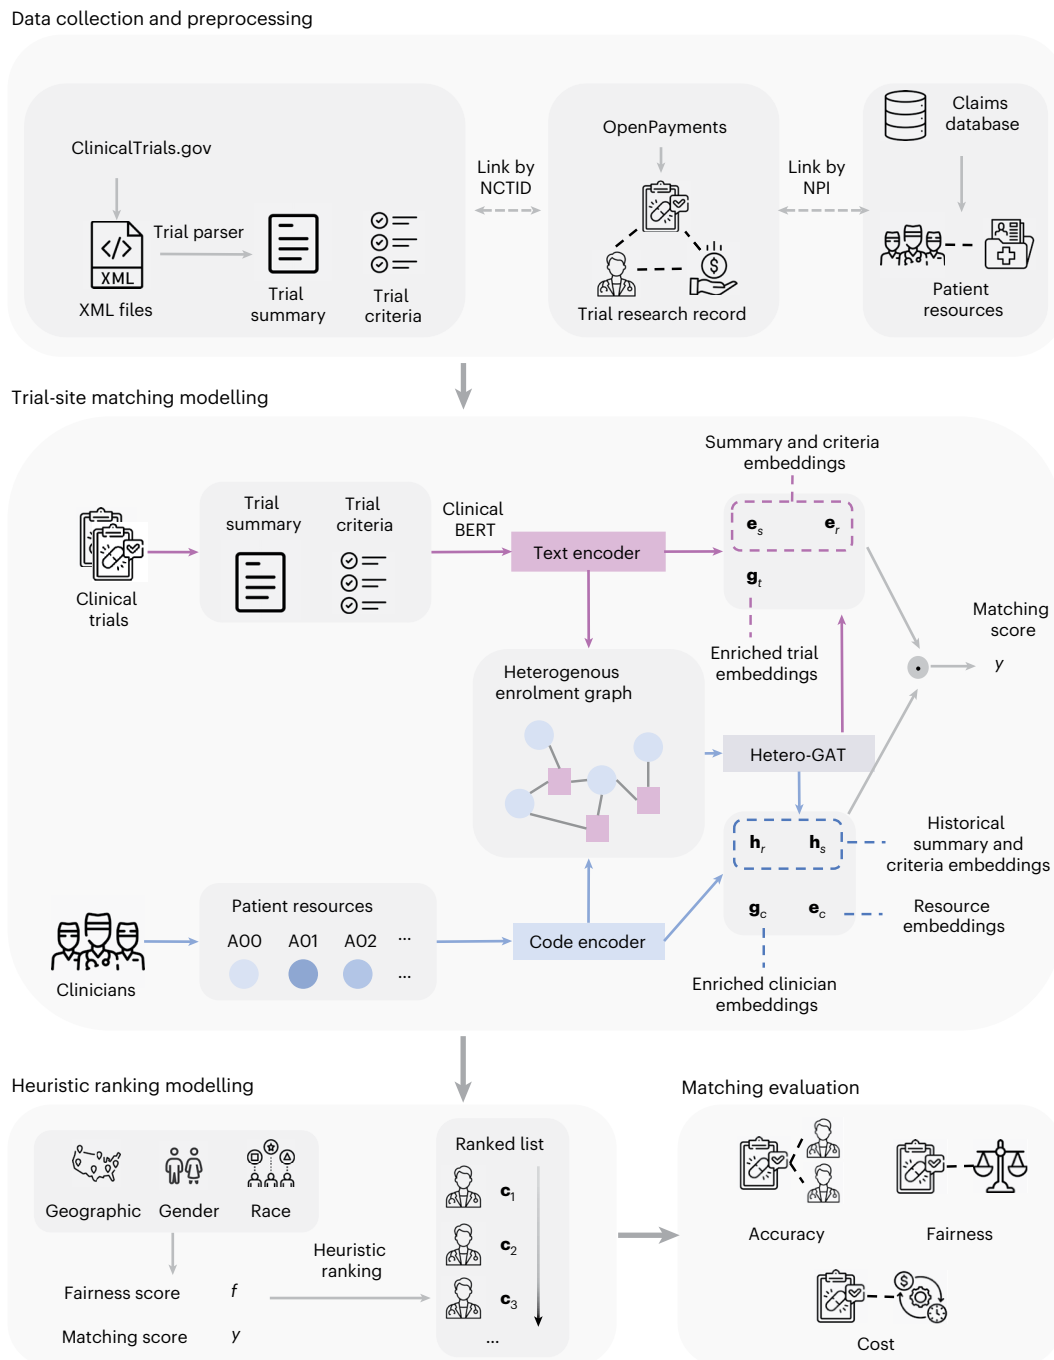 Data collection and preprocessing
ClinicalTrials.gov
Trial parser
</>
XML
XML files
Trial
summary
Trial
criteria
Link by
NCTID
OpenPayments
$
Trial research record
Link by
NPI
Claims
database
Patient
resources
Trial-site matching modelling
Clinical
trials
Trial
summary
Trial
criteria
Clinical
BERT
Text encoder
Summary and criteria
embeddings
e_s
e_r
g_t
Enriched trial
embeddings
Matching
score
y
Heterogenous
enrolment graph
Hetero-GAT
h_r
h_s
Historical
summary and
criteria embeddings
g_c
e_c
Resource
embeddings
Enriched clinician
embeddings
Clinicians
Patient resources
A00 A01 A02 ...
...
Code encoder
Heuristic ranking modelling
Geographic
Gender
Race
Fairness score f
Matching score y
Heuristic
ranking
Ranked list
c_1
c_2
c_3
...
Matching evaluation
Accuracy
Fairness
$
Cost